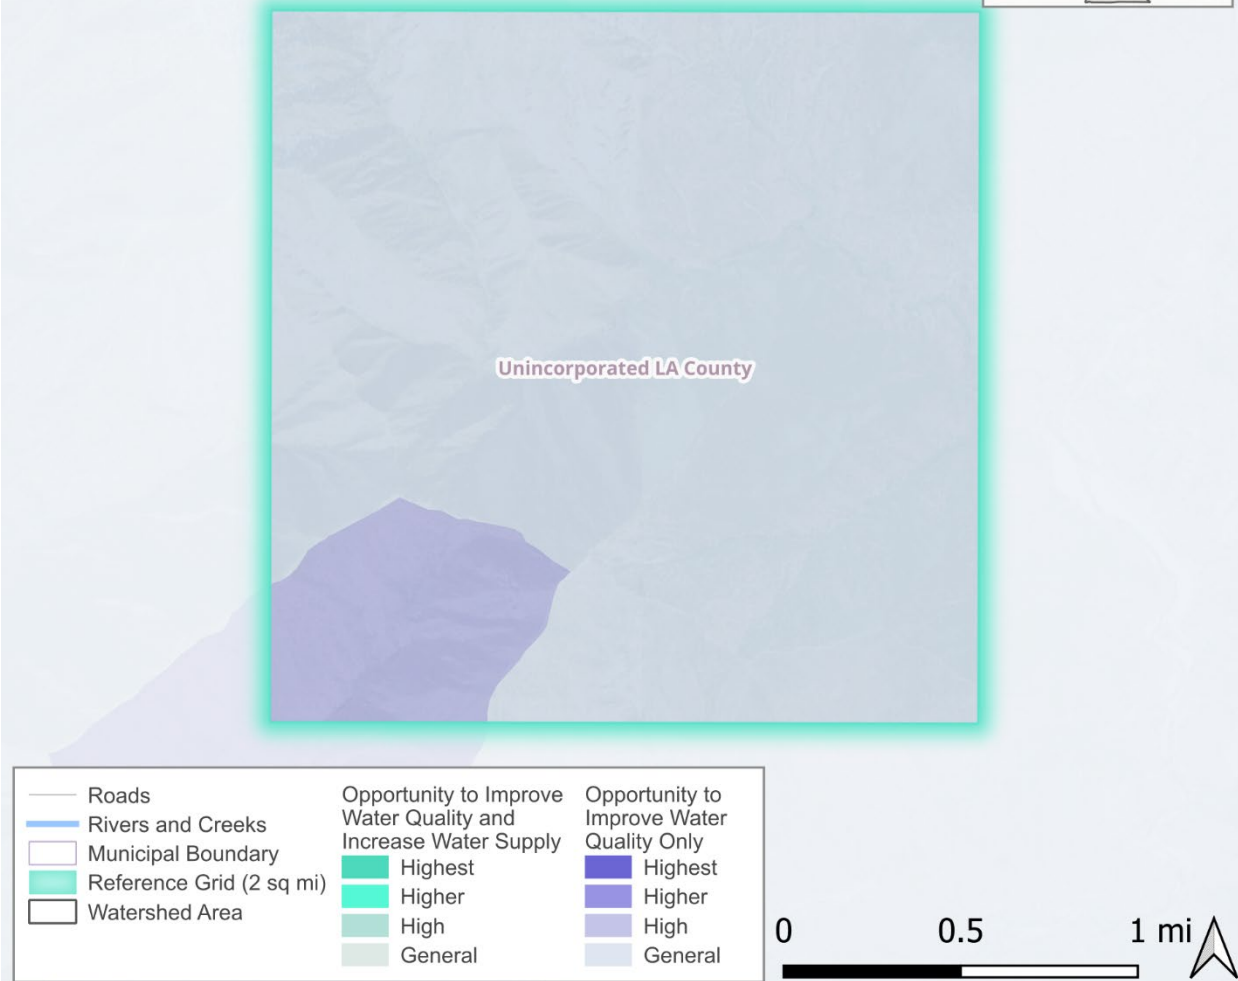 Unincorporated LA County
Roads
Rivers and Creeks
Municipal Boundary
Reference Grid (2 sq mi)
Watershed Area
Opportunity to Improve
Water Quality and
Increase Water Supply
Highest
Higher
High
General
Opportunity to
Improve Water
Quality Only
Highest
Higher
High
General
0 0.5 1 mi